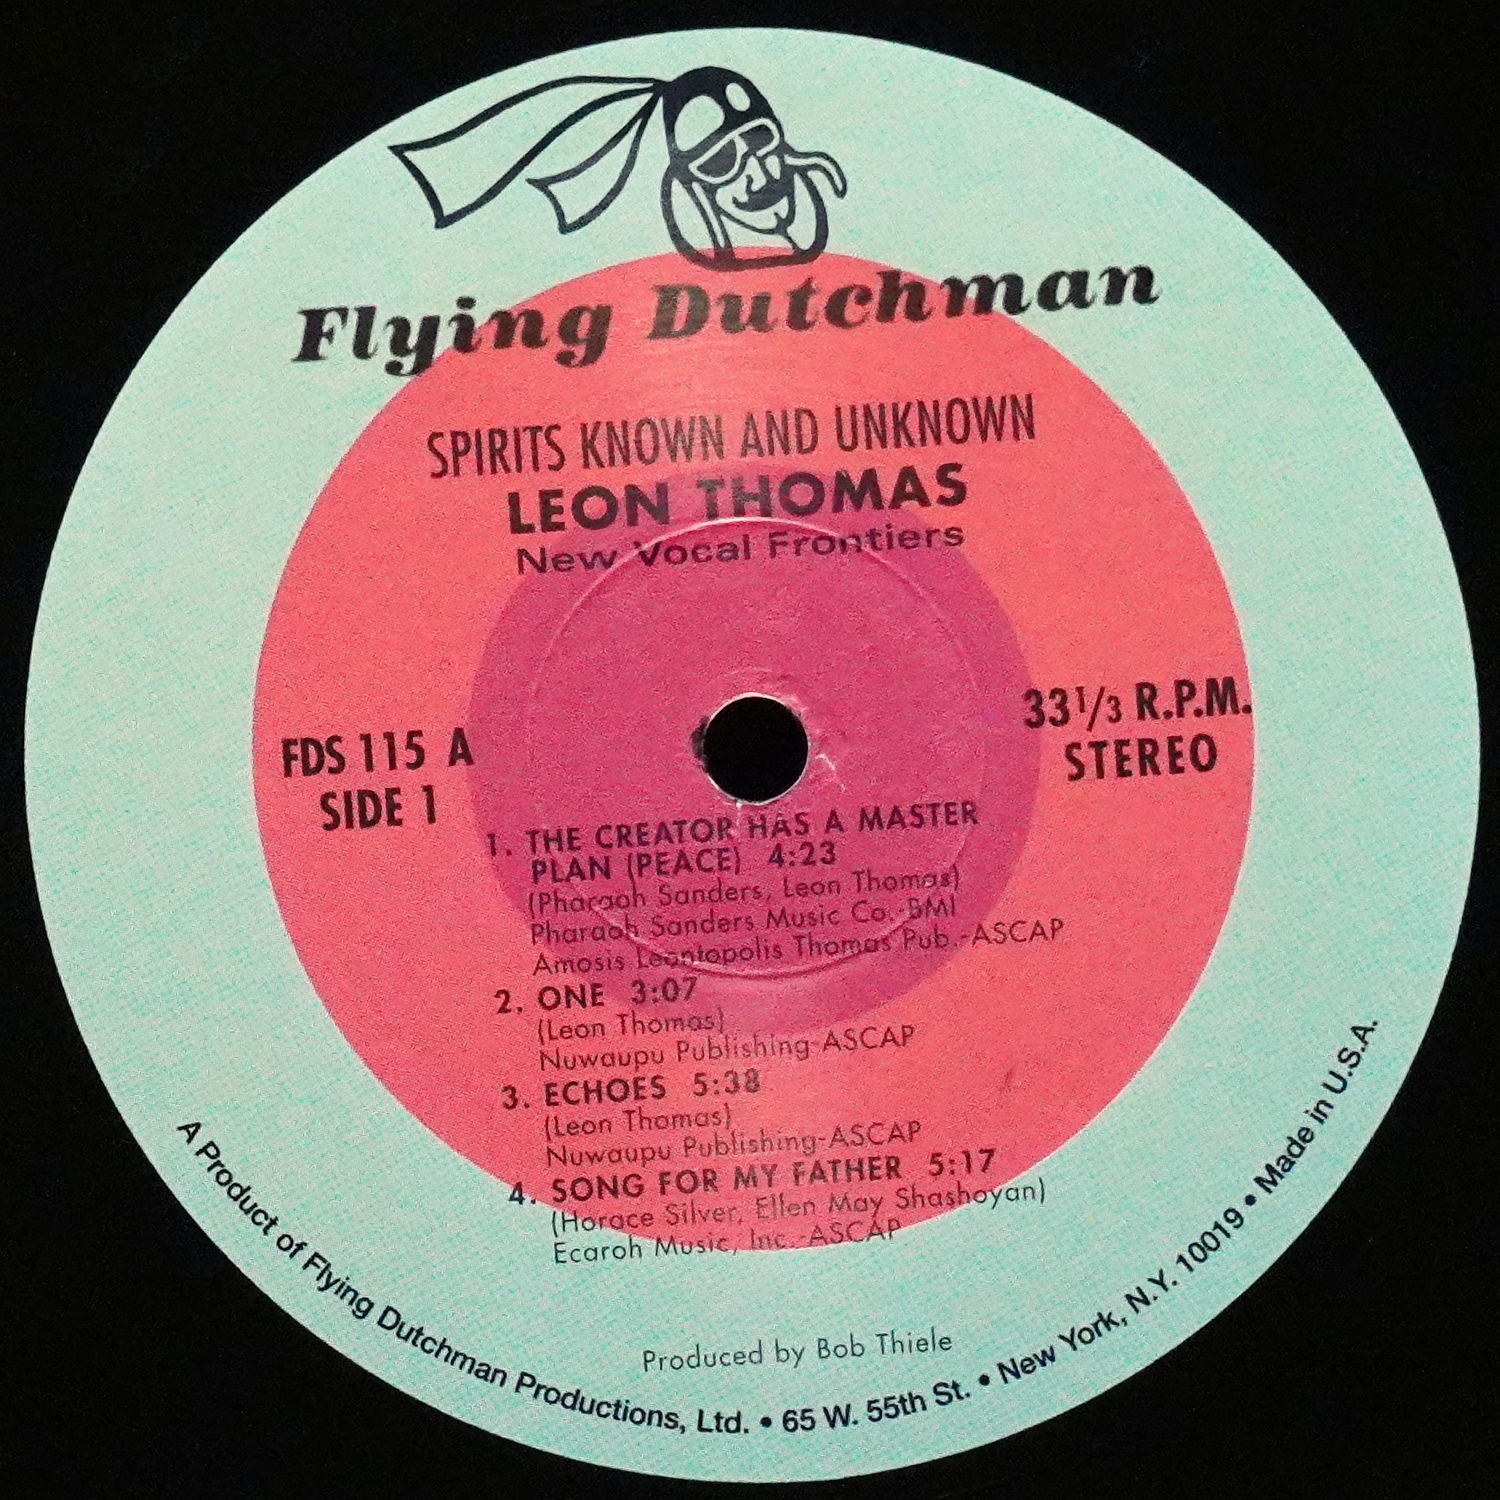 Flying Dutchman
SPIRITS KNOWN AND UNKNOWN
LEON THOMAS
New Vocal Frontiers
FDS 115 A
SIDE 1
33 1/3 R.P.M.
STEREO
1. THE CREATOR HAS A MASTER
PLAN (PEACE) 4:23
(Pharaoh Sanders, Leon Thomas)
Pharaoh Sanders Music Co.-BMI
Amosis Leontopolis Thomas Pub.-ASCAP
2. ONE 3:07
(Leon Thomas)
Nuwaupu Publishing-ASCAP
3. ECHOES 5:38
(Leon Thomas)
Nuwaupu Publishing-ASCAP
4. SONG FOR MY FATHER 5:17
(Horace Silver, Ellen May Shashoyan)
Ecaroh Music, Inc.-ASCAP
Produced by Bob Thiele
A Product of Flying Dutchman Productions, Ltd. • 65 W. 55th St. • New York, N.Y. 10019 • Made in U.S.A.